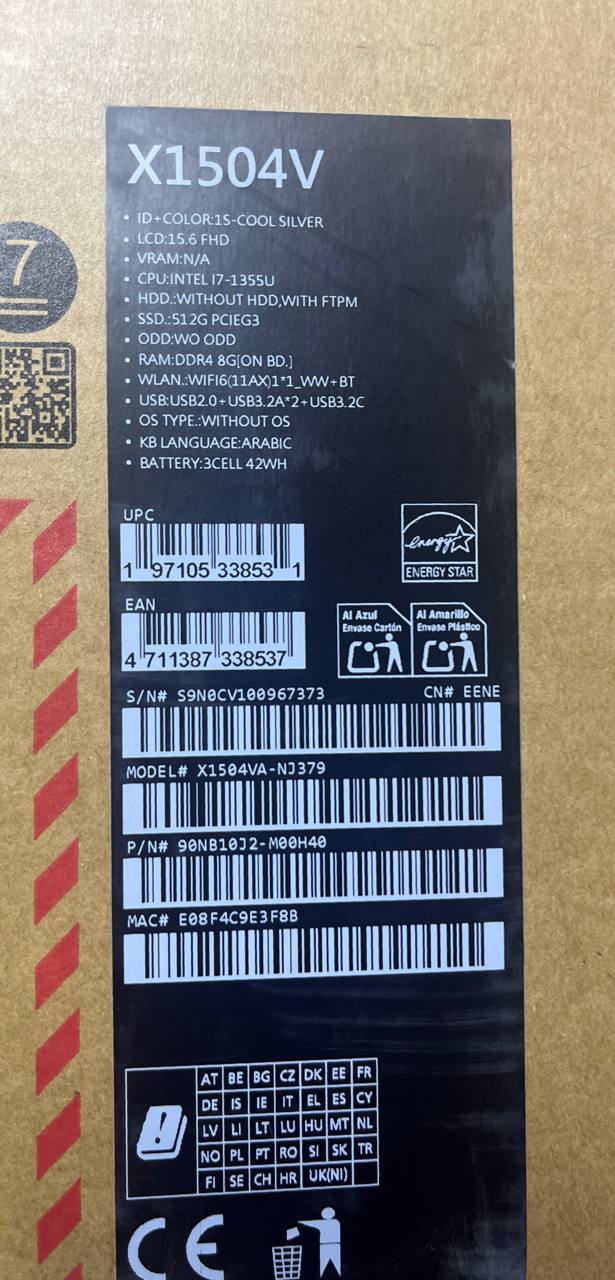 X1504V
• ID+COLOR:1S-COOL SILVER
• LCD:15.6 FHD
• VRAM:N/A
• CPU:INTEL I7-1355U
• HDD.:WITHOUT HDD,WITH FTPM
• SSD.:512G PCIEG3
• ODD:WO ODD
• RAM:DDR4 8G[ON BD.]
• WLAN.:WIFI6(11AX)1*1_WW+BT
• USB:USB2.0+USB3.2A*2+USB3.2C
• OS TYPE.:WITHOUT OS
• KB LANGUAGE:ARABIC
• BATTERY:3CELL 42WH
7
UPC
1 97105 33853 1
energy
ENERGY STAR
EAN
4 711387 338537
Al Azul
Envase Cartón
Al Amarillo
Envase Plástico
S/N# S9N0CV100967373 CN# EENE
MODEL# X1504VA-NJ379
P/N# 90NB10J2-M00H40
MAC# E08F4C9E3F8B
AT BE BG CZ DK EE FR
DE IS IE IT EL ES CY
LV LI LT LU HU MT NL
NO PL PT RO SI SK TR
FI SE CH HR UK(NI)
CE